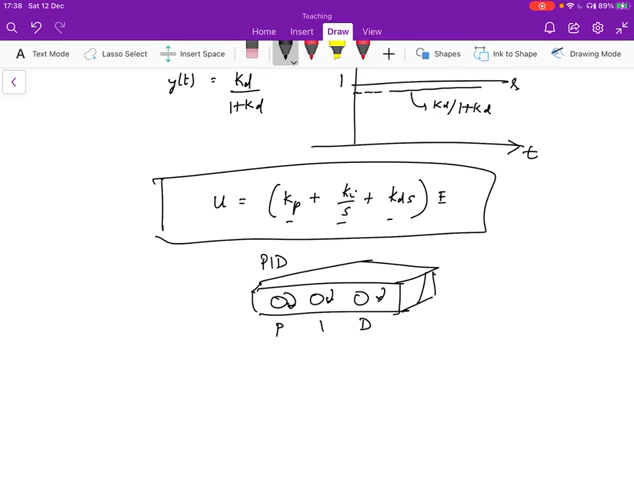 17:38 Sat 12 Dec
Teaching
89%
Home Insert Draw View
A Text Mode Lasso Select Insert Space Shapes Ink to Shape Drawing Mode
y(t) = Kd / 1+Kd
1
Kd/1+Kd
t
U = (Kp + Ki/s + Kds) E
PID
P I D